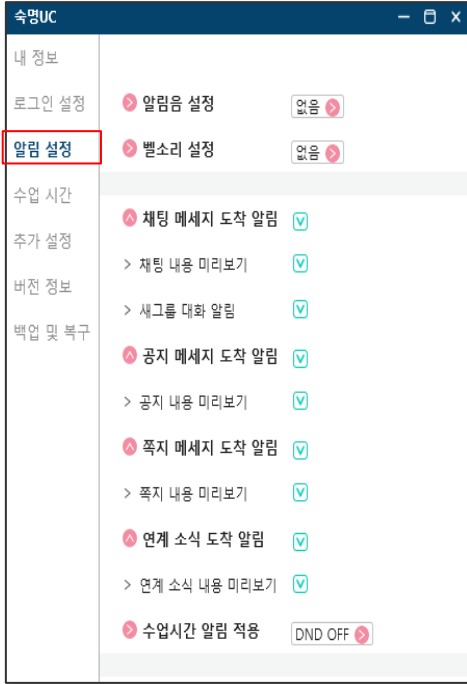 숙명UC
내 정보
로그인 설정
알림 설정
수업 시간
추가 설정
버전 정보
백업 및 복구
알림음 설정 없음
벨소리 설정 없음
채팅 메세지 도착 알림
> 채팅 내용 미리보기
> 새그룹 대화 알림
공지 메세지 도착 알림
> 공지 내용 미리보기
쪽지 메세지 도착 알림
> 쪽지 내용 미리보기
연계 소식 도착 알림
> 연계 소식 내용 미리보기
수업시간 알림 적용 DND OFF